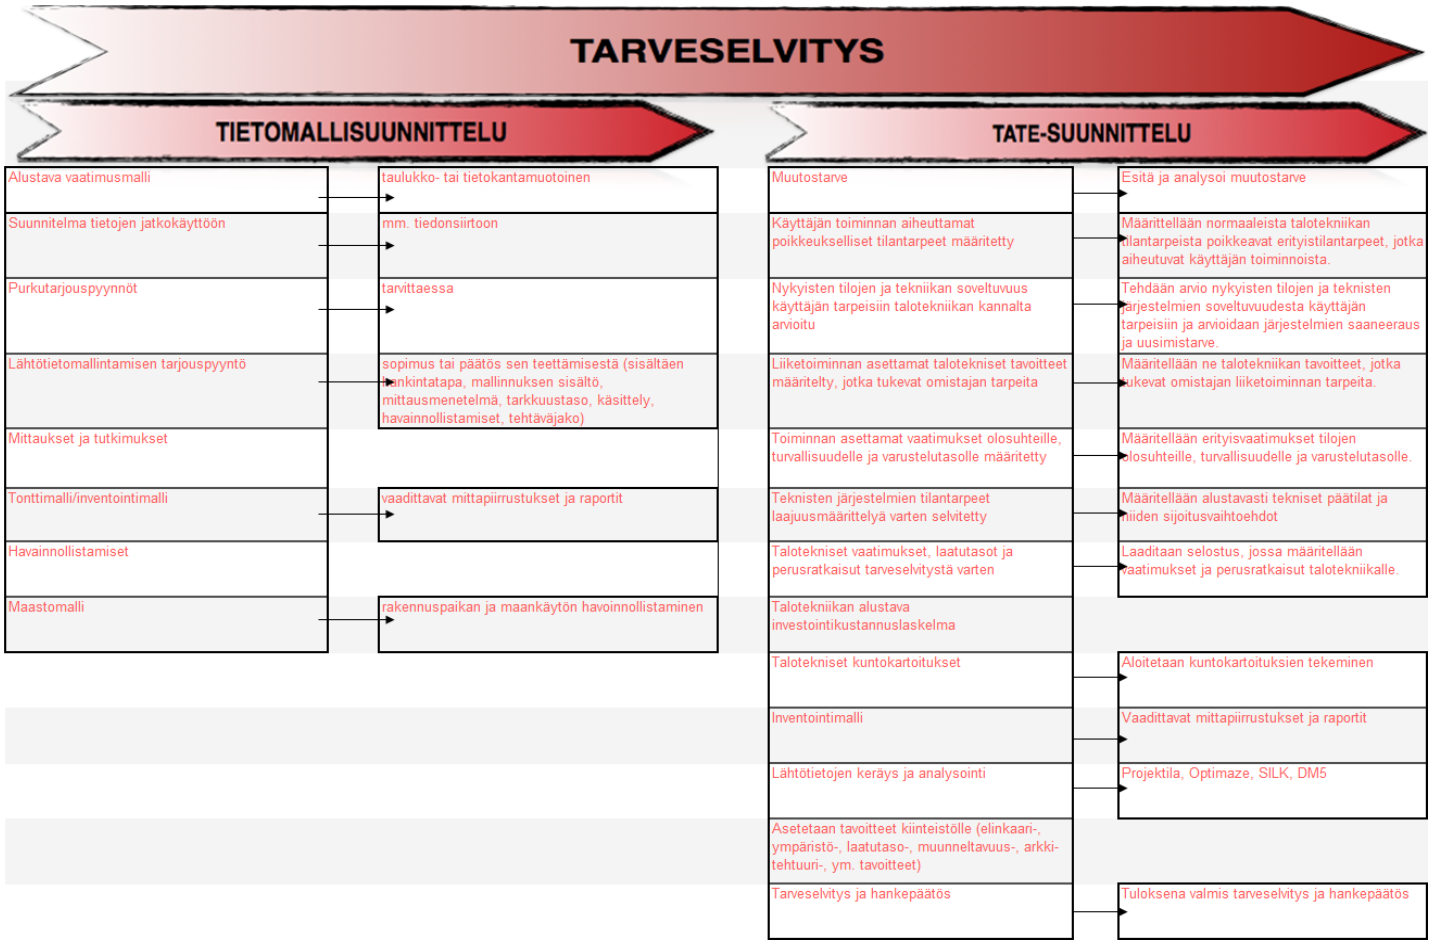 TARVESELVITYS
TIETOMALLISUUNNITTELU
Alustava vaatimusmalli
taulukko- tai tietokantamuotoinen
Suunnitelma tietojen jatkokäyttöön
mm. tiedonsiirtoon
Purkutarjouspyynnöt
tarvittaessa
Lähtötietomallintamisen tarjouspyyntö
sopimus tai päätös sen teettämisestä (sisältäen
hankintatapa, mallinnuksen sisältö,
mittausmenetelmä, tarkkuustaso, käsittely,
havainnollistamiset, tehtäväjako)
Mittaukset ja tutkimukset
Tonttimalli/inventointimalli
vaadittavat mittapiirrustukset ja raportit
Havainnollistamiset
Maastomalli
rakennuspaikan ja maankäytön havoinnollistaminen
TATE-SUUNNITTELU
Muutostarve
Esitä ja analysoi muutostarve
Käyttäjän toiminnan aiheuttamat
poikkeukselliset tilantarpeet määritetty
Määrittellään normaaleista talotekniikan
tilantarpeista poikkeavat erityistilantarpeet, jotka
aiheutuvat käyttäjän toiminnoista.
Nykyisten tilojen ja tekniikan soveltuvuus
käyttäjän tarpeisiin talotekniikan kannalta
arvioitu
Tehdään arvio nykyisten tilojen ja teknisten
järjestelmien soveltuvuudesta käyttäjän
tarpeisiin ja arvioidaan järjestelmien saaneeraus
ja uusimistarve.
Liiketoiminnan asettamat talotekniset tavoitteet
määritelty, jotka tukevat omistajan tarpeita
Määritellään ne talotekniikan tavoitteet, jotka
tukevat omistajan liiketoiminnan tarpeita.
Toiminnan asettamat vaatimukset olosuhteille,
turvallisuudelle ja varustelutasolle määritetty
Määritellään erityisvaatimukset tilojen
olosuhteille, turvallisuudelle ja varustelutasolle.
Teknisten järjestelmien tilantarpeet
laajuusmäärittelyä varten selvitetty
Määritellään alustavasti tekniset päätilat ja
niiden sijoitusvaihtoehdot
Talotekniset vaatimukset, laatutasot ja
perusratkaisut tarveselvitystä varten
Laaditaan selostus, jossa määritellään
vaatimukset ja perusratkaisut talotekniikalle.
Talotekniikan alustava
investointikustannuslaskelma
Talotekniset kuntokartoitukset
Aloitetaan kuntokartoituksien tekeminen
Inventointimalli
Vaadittavat mittapiirrustukset ja raportit
Lähtötietojen keräys ja analysointi
Projektila, Optimaze, SILK, DM5
Asetetaan tavoitteet kiinteistölle (elinkaari-,
ympäristö-, laatutaso-, muunneltavuus-, arkki-
tehtuuri-, ym. tavoitteet)
Tarveselvitys ja hankepäätös
Tuloksena valmis tarveselvitys ja hankepäätös